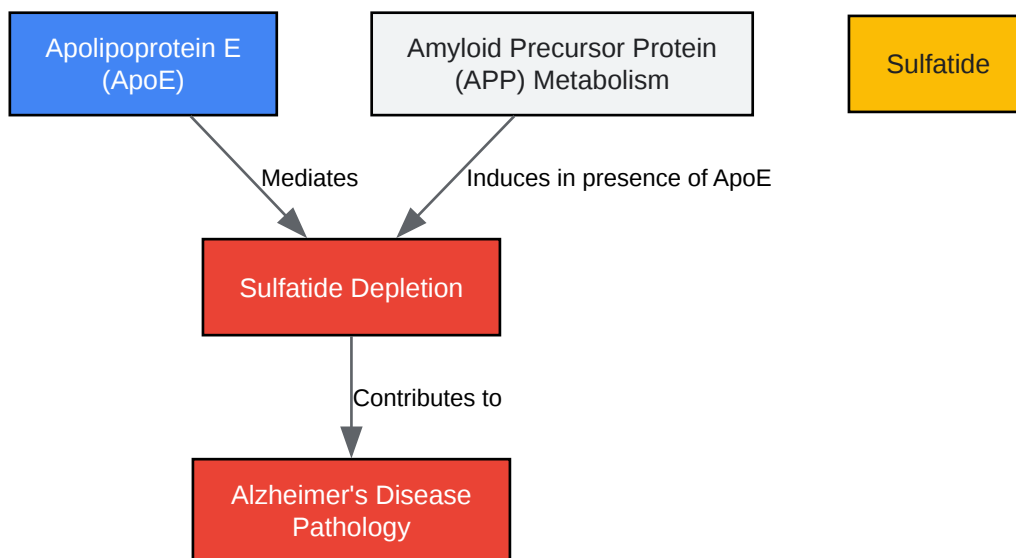 Apolipoprotein E
(ApoE)
Amyloid Precursor Protein
(APP) Metabolism
Sulfatide
Mediates
Induces in presence of ApoE
Sulfatide Depletion
Contributes to
Alzheimer's Disease
Pathology